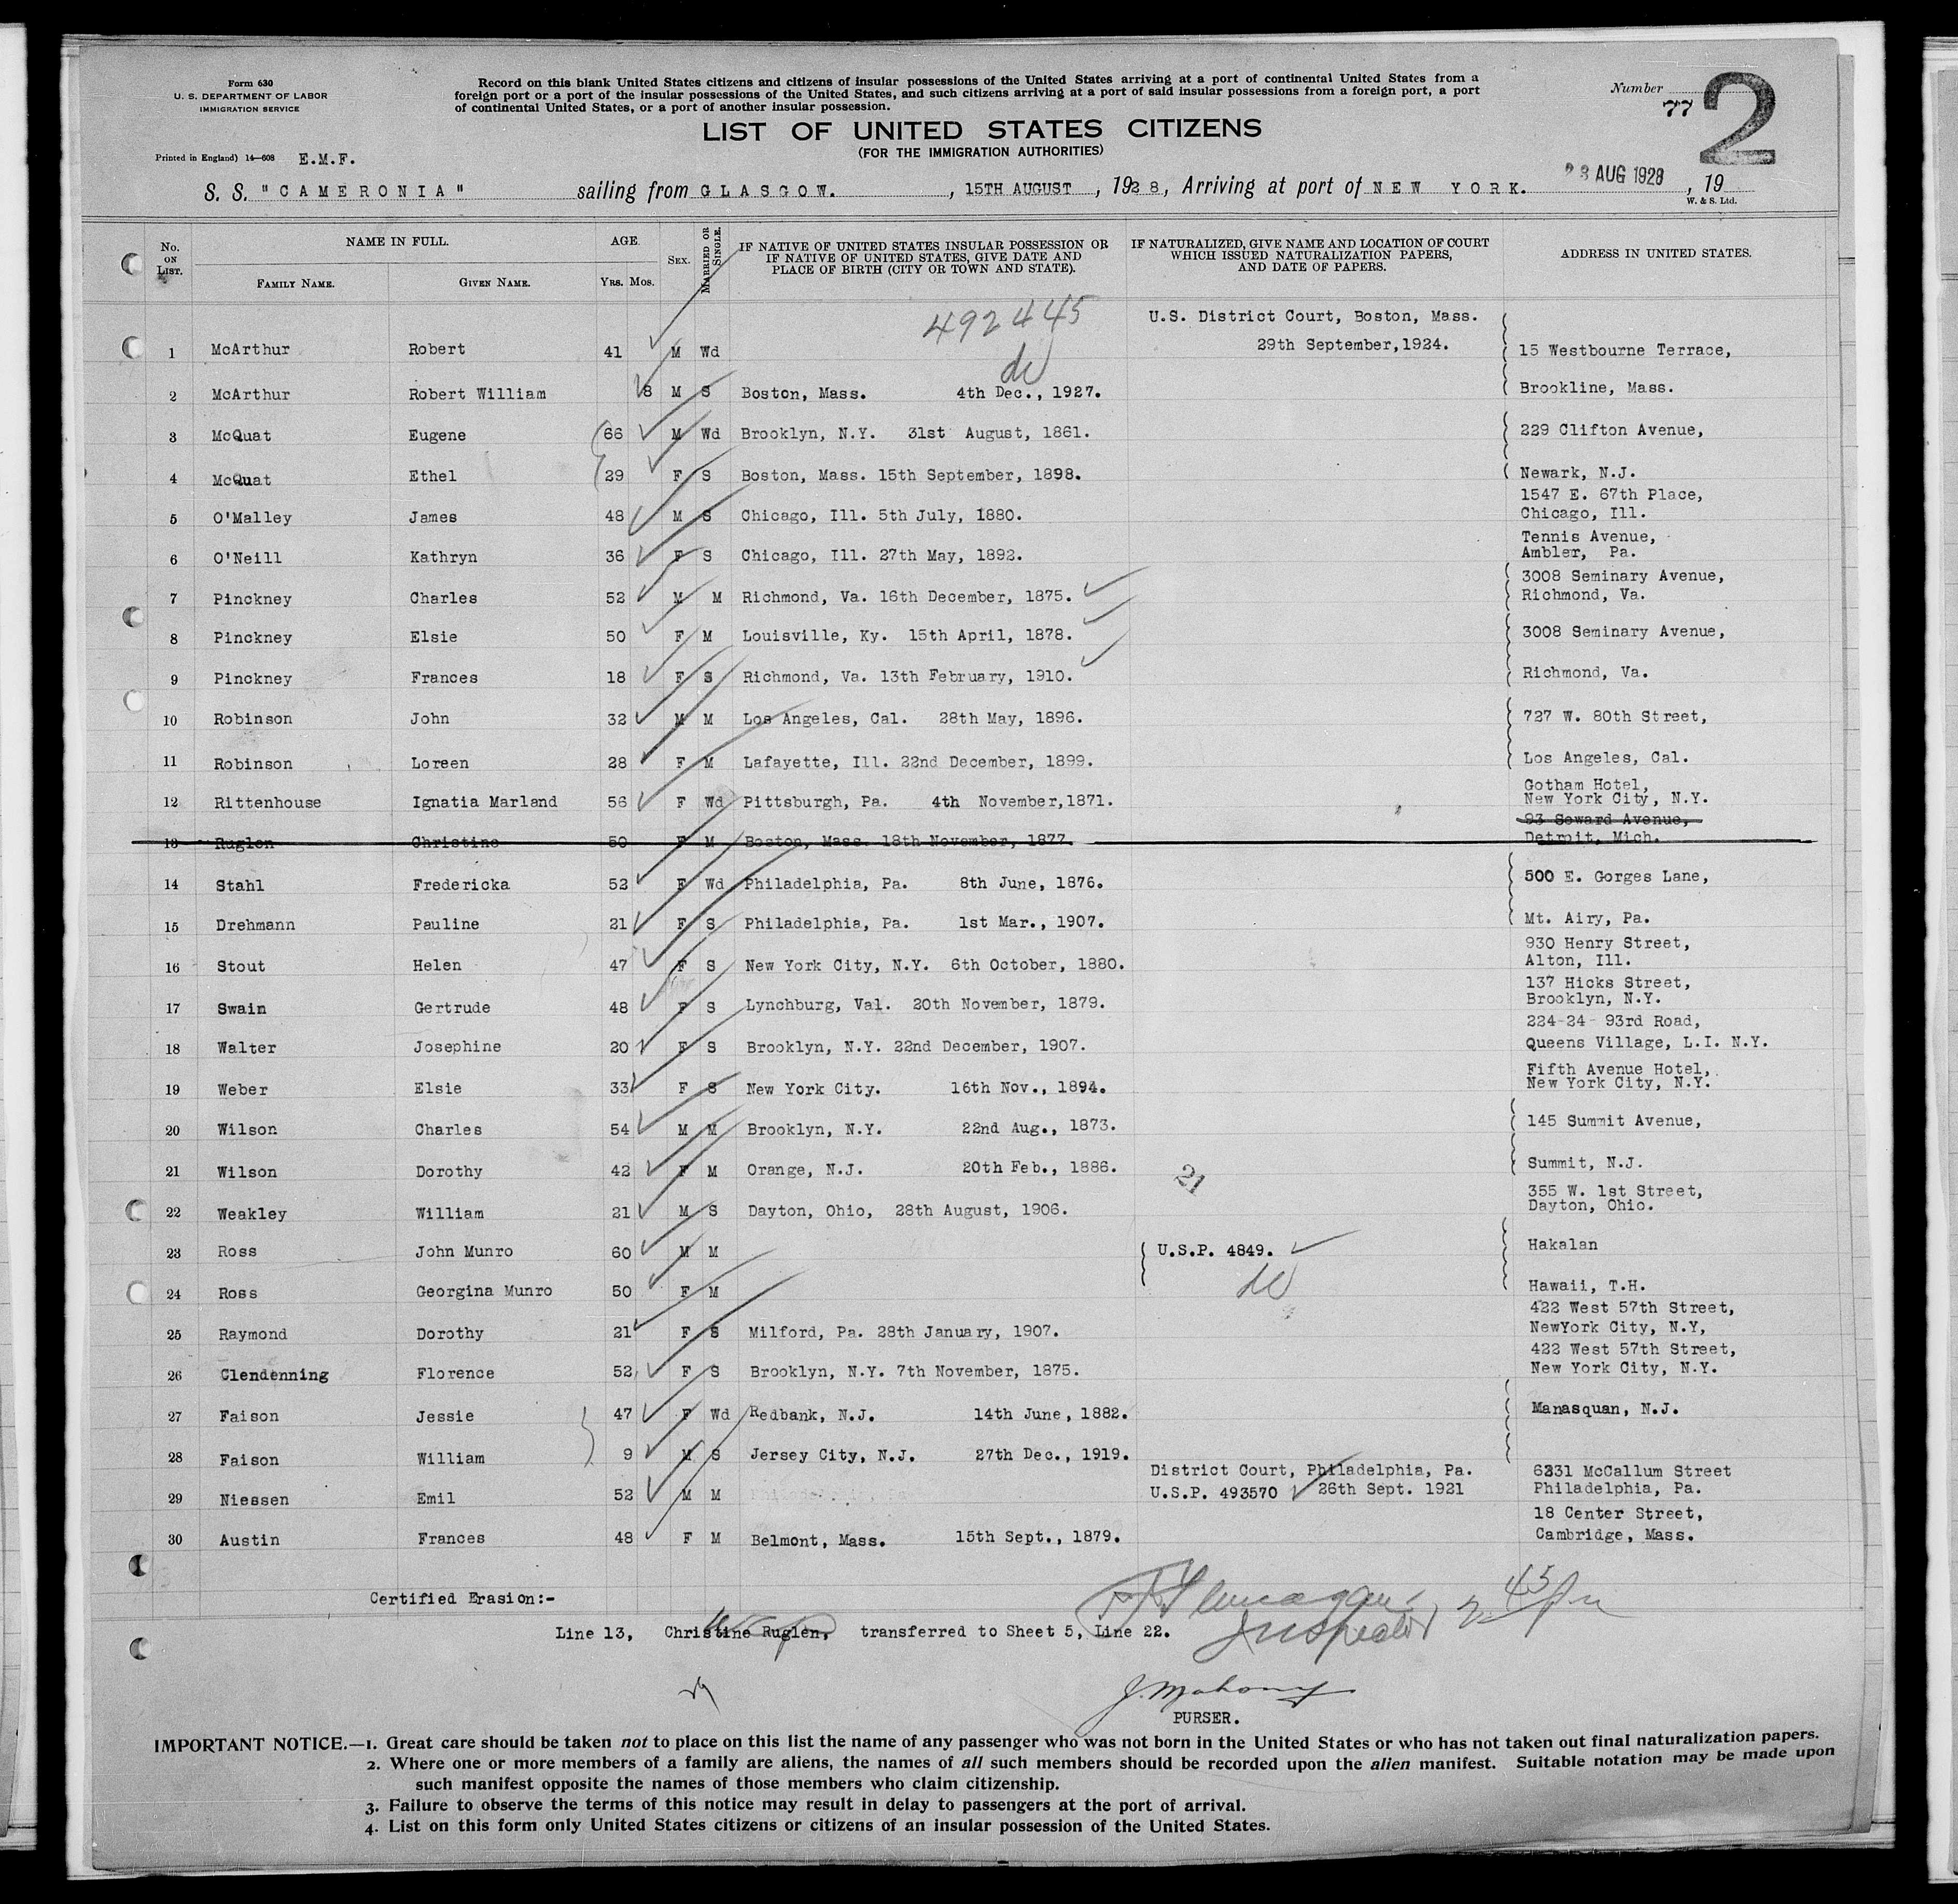 Form 630
U. S. DEPARTMENT OF LABOR
IMMIGRATION SERVICE
Record on this blank United States citizens and citizens of insular possessions of the United States arriving at a port of continental United States from a
foreign port or a port of the insular possessions of the United States, and such citizens arriving at a port of said insular possessions from a foreign port, a port
of continental United States, or a port of another insular possession.
Number
77 2
LIST OF UNITED STATES CITIZENS
(FOR THE IMMIGRATION AUTHORITIES)
Printed in England) 14—608 E.M.F.
S. S. "CAMERONIA" sailing from GLASGOW. , 15TH AUGUST , 1928, Arriving at port of NEW YORK. 23 AUG 1928 , 19
W. & S. Ltd.
No. ON LIST. NAME IN FULL. AGE. SEX. MARRIED OR SINGLE. IF NATIVE OF UNITED STATES INSULAR POSSESSION OR IF NATIVE OF UNITED STATES, GIVE DATE AND PLACE OF BIRTH (CITY OR TOWN AND STATE). IF NATURALIZED, GIVE NAME AND LOCATION OF COURT WHICH ISSUED NATURALIZATION PAPERS, AND DATE OF PAPERS. ADDRESS IN UNITED STATES.
FAMILY NAME. GIVEN NAME. YRS. MOS.
492445
U.S. District Court, Boston, Mass.
1 McArthur Robert 41 M Wd 29th September,1924. 15 Westbourne Terrace,
2 McArthur Robert William 8 M S Boston, Mass. 4th Dec., 1927. Brookline, Mass.
3 McQuat Eugene 66 M Wd Brooklyn, N.Y. 31st August, 1861. 229 Clifton Avenue,
4 McQuat Ethel 29 F S Boston, Mass. 15th September, 1898. Newark, N.J.
1547 E. 67th Place,
5 O'Malley James 48 M S Chicago, Ill. 5th July, 1880. Chicago, Ill.
Tennis Avenue,
6 O'Neill Kathryn 36 F S Chicago, Ill. 27th May, 1892. Ambler, Pa.
3008 Seminary Avenue,
7 Pinckney Charles 52 M M Richmond, Va. 16th December, 1875. Richmond, Va.
8 Pinckney Elsie 50 F M Louisville, Ky. 15th April, 1878. 3008 Seminary Avenue,
9 Pinckney Frances 18 F S Richmond, Va. 13th February, 1910. Richmond, Va.
10 Robinson John 32 M M Los Angeles, Cal. 28th May, 1896. 727 W. 80th Street,
11 Robinson Loreen 28 F M Lafayette, Ill. 22nd December, 1899. Los Angeles, Cal.
Gotham Hotel,
12 Rittenhouse Ignatia Marland 56 F Wd Pittsburgh, Pa. 4th November,1871. New York City, N.Y.
93 Seward Avenue,
13 Ruglen Christine 50 F M Boston, Mass. 18th November, 1877. Detroit, Mich.
14 Stahl Fredericka 52 F Wd Philadelphia, Pa. 8th June, 1876. 500 E. Gorges Lane,
15 Drehmann Pauline 21 F S Philadelphia, Pa. 1st Mar., 1907. Mt. Airy, Pa.
930 Henry Street,
16 Stout Helen 47 F S New York City, N.Y. 6th October, 1880. Alton, Ill.
137 Hicks Street,
17 Swain Gertrude 48 F S Lynchburg, Val. 20th November, 1879. Brooklyn, N.Y.
224-24- 93rd Road,
18 Walter Josephine 20 F S Brooklyn, N.Y. 22nd December, 1907. Queens Village, L.I. N.Y.
Fifth Avenue Hotel,
19 Weber Elsie 33 F S New York City. 16th Nov., 1894. New York City, N.Y.
20 Wilson Charles 54 M M Brooklyn, N.Y. 22nd Aug., 1873. 145 Summit Avenue,
21 Wilson Dorothy 42 F M Orange, N.J. 20th Feb., 1886. 21 Summit, N.J.
355 W. 1st Street,
22 Weakley William 21 M S Dayton, Ohio, 28th August, 1906. Dayton, Ohio.
23 Ross John Munro 60 M M U.S.P. 4849. Hakalan
24 Ross Georgina Munro 50 F M Hawaii, T.H.
422 West 57th Street,
25 Raymond Dorothy 21 F S Milford, Pa. 28th January, 1907. NewYork City, N.Y,
422 West 57th Street,
26 Clendenning Florence 52 F S Brooklyn, N.Y. 7th November, 1875. New York City, N.Y.
27 Faison Jessie 47 F Wd Redbank, N.J. 14th June, 1882. Manasquan, N.J.
28 Faison William 9 M S Jersey City, N.J. 27th Dec., 1919.
District Court, Philadelphia, Pa. 6331 McCallum Street
29 Niessen Emil 52 M M U.S.P. 493570 26th Sept. 1921 Philadelphia, Pa.
18 Center Street,
30 Austin Frances 48 F M Belmont, Mass. 15th Sept., 1879. Cambridge, Mass.
Certified Erasion:-
Line 13, Christine Ruglen, transferred to Sheet 5, Line 22.
Inspector
J. Mahony
PURSER.
IMPORTANT NOTICE.—1. Great care should be taken not to place on this list the name of any passenger who was not born in the United States or who has not taken out final naturalization papers.
2. Where one or more members of a family are aliens, the names of all such members should be recorded upon the alien manifest. Suitable notation may be made upon
such manifest opposite the names of those members who claim citizenship.
3. Failure to observe the terms of this notice may result in delay to passengers at the port of arrival.
4. List on this form only United States citizens or citizens of an insular possession of the United States.